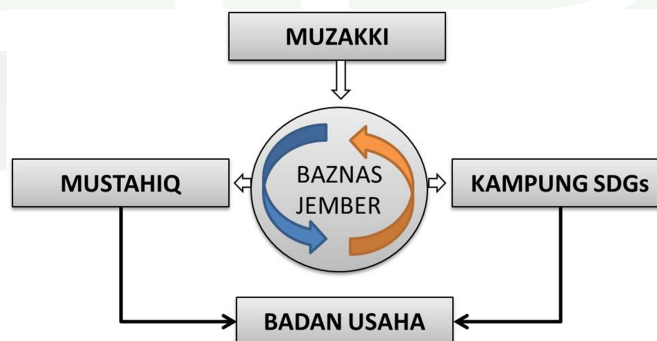 MUZAKKI
MUSTAHIQ
BAZNAS
JEMBER
KAMPUNG SDGs
BADAN USAHA